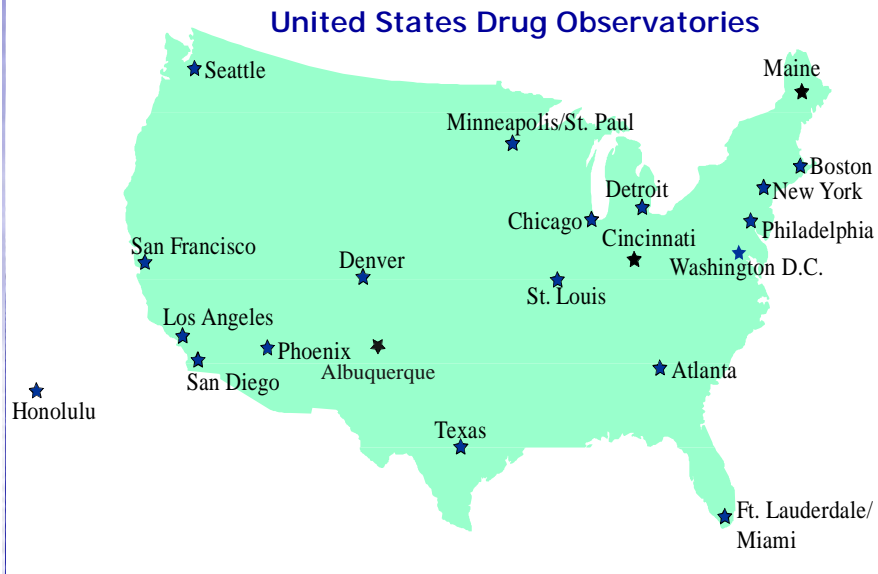 United States Drug Observatories
Seattle
Maine
Minneapolis/St. Paul
Boston
New York
Detroit
Chicago
Philadelphia
Cincinnati
San Francisco
Denver
Washington D.C.
St. Louis
Los Angeles
Phoenix
Albuquerque
Atlanta
San Diego
Honolulu
Texas
Ft. Lauderdale/
Miami